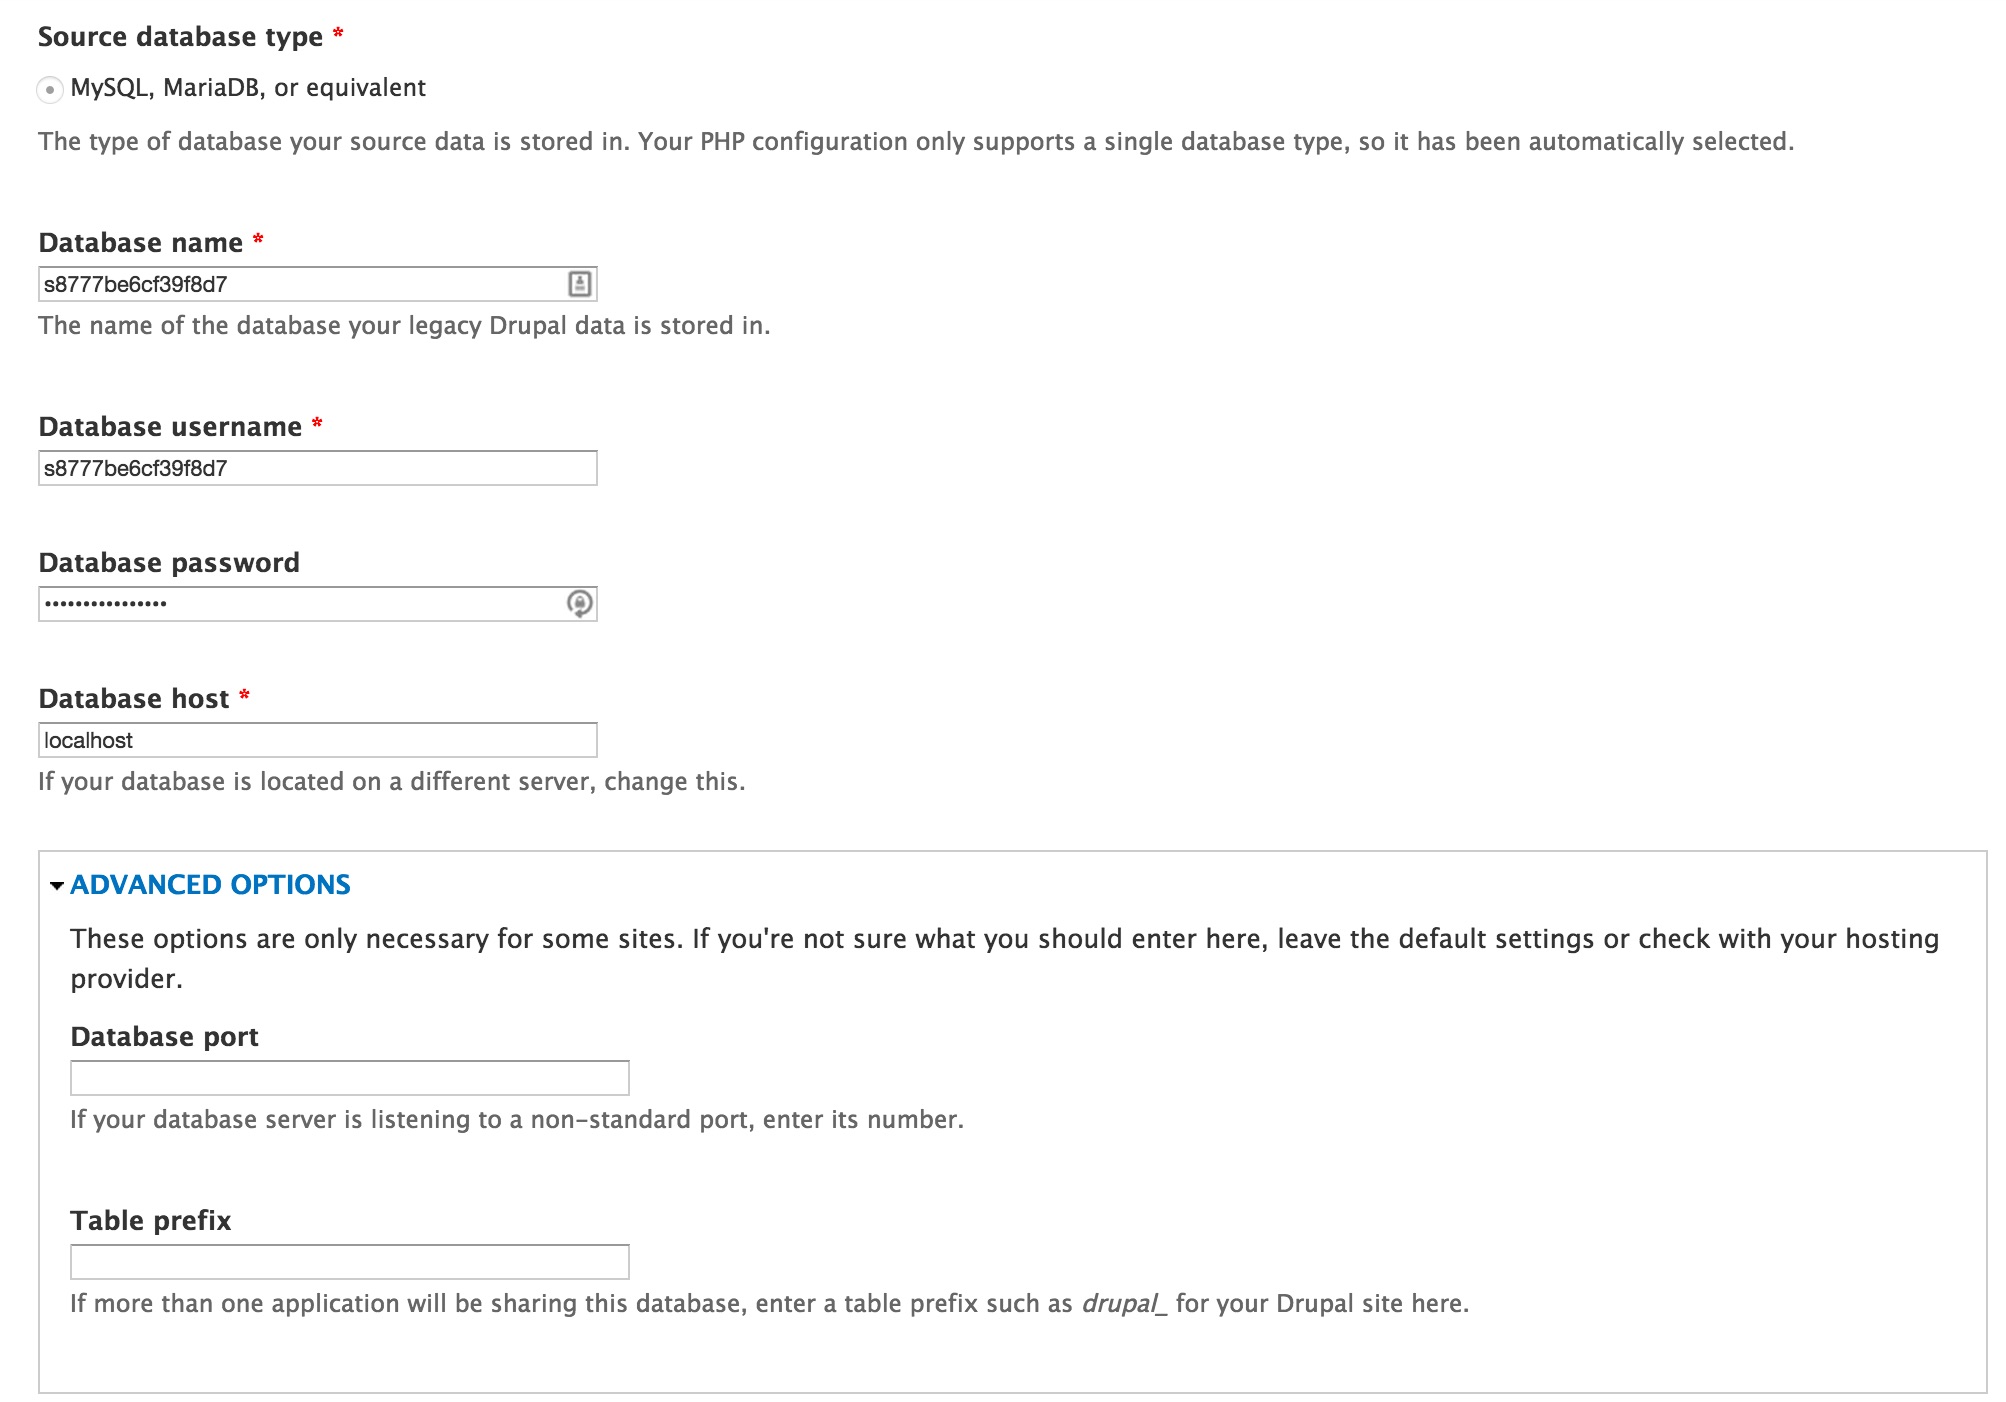 Source database type *
MySQL, MariaDB, or equivalent
The type of database your source data is stored in. Your PHP configuration only supports a single database type, so it has been automatically selected.
Database name *
s8777be6cf39f8d7
The name of the database your legacy Drupal data is stored in.
Database username *
s8777be6cf39f8d7
Database password
••••••••••••••••
Database host *
localhost
If your database is located on a different server, change this.
ADVANCED OPTIONS
These options are only necessary for some sites. If you're not sure what you should enter here, leave the default settings or check with your hosting
provider.
Database port
If your database server is listening to a non-standard port, enter its number.
Table prefix
If more than one application will be sharing this database, enter a table prefix such as drupal_ for your Drupal site here.